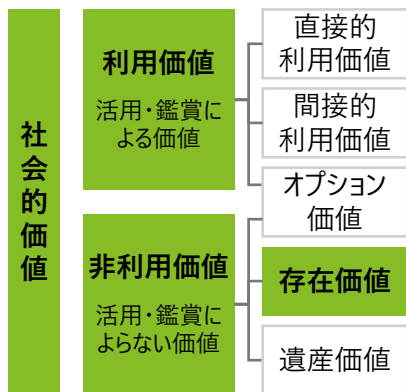 社会的価値
利用価値
活用・鑑賞に
よる価値
直接的
利用価値
間接的
利用価値
オプション
価値
非利用価値
活用・鑑賞に
よらない価値
存在価値
遺産価値